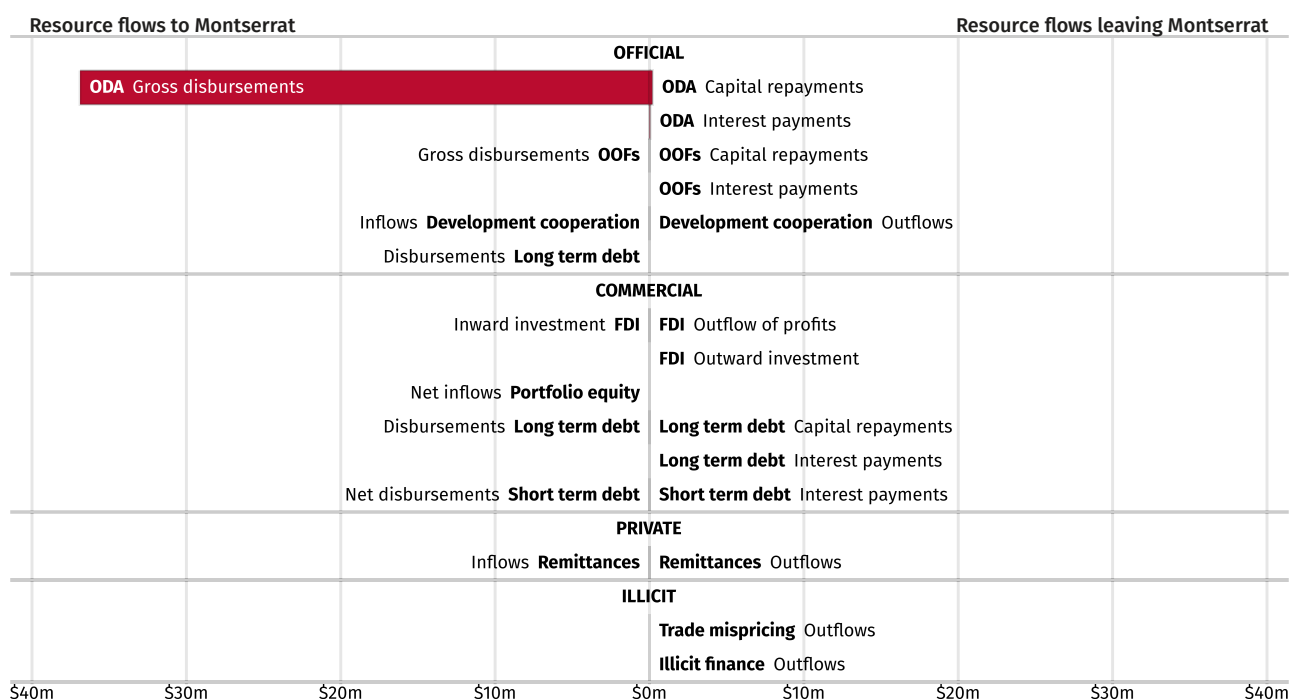 Resource flows to Montserrat Resource flows leaving Montserrat
OFFICIAL
ODA Gross disbursements ODA Capital repayments
ODA Interest payments
Gross disbursements OOFs OOFs Capital repayments
OOFs Interest payments
Inflows Development cooperation Development cooperation Outflows
Disbursements Long term debt
COMMERCIAL
Inward investment FDI FDI Outflow of profits
FDI Outward investment
Net inflows Portfolio equity
Disbursements Long term debt Long term debt Capital repayments
Long term debt Interest payments
Net disbursements Short term debt Short term debt Interest payments
PRIVATE
Inflows Remittances Remittances Outflows
ILLICIT
Trade mispricing Outflows
Illicit finance Outflows
$40m $30m $20m $10m $0m $10m $20m $30m $40m